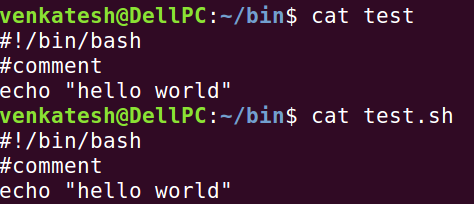 venkatesh@DellPC:~/bin$ cat test
#!/bin/bash
#comment
echo "hello world"
venkatesh@DellPC:~/bin$ cat test.sh
#!/bin/bash
#comment
echo "hello world"